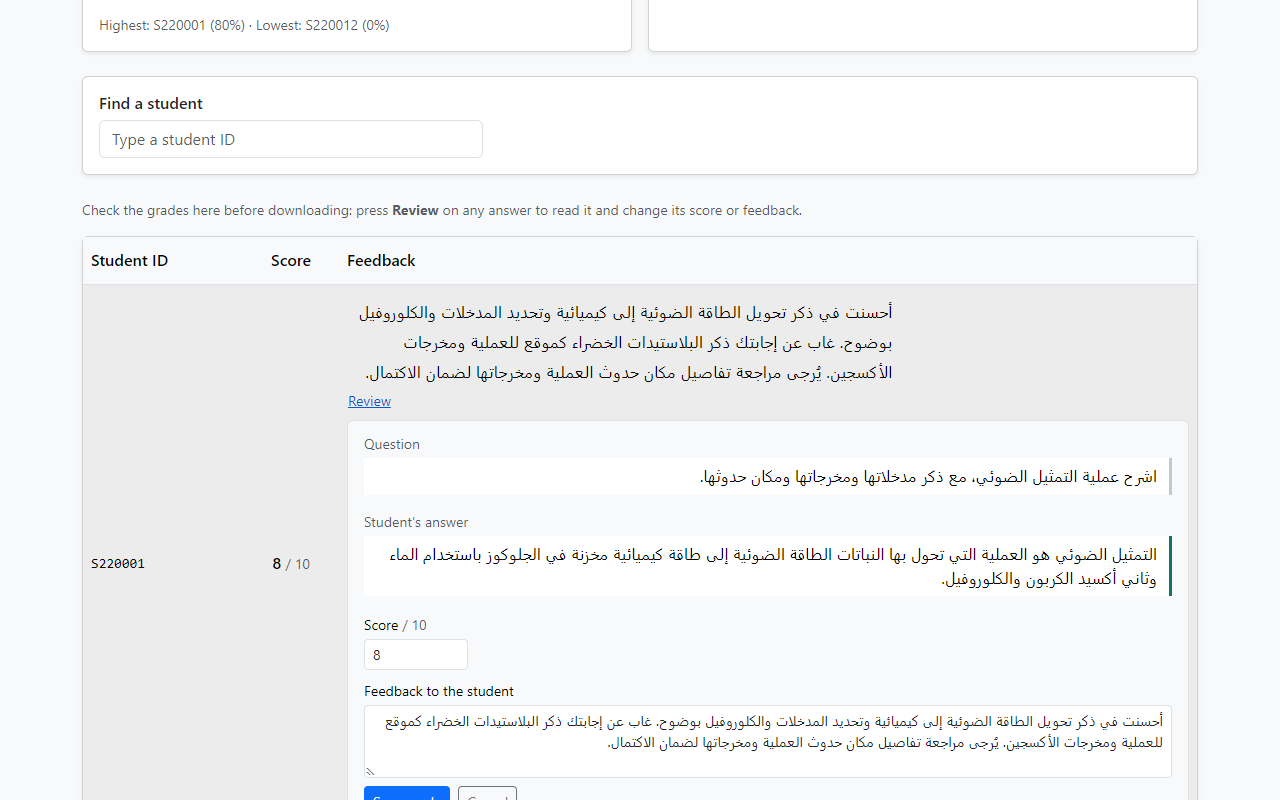 Highest: S220001 (80%) · Lowest: S220012 (0%)
Find a student
Type a student ID
Check the grades here before downloading: press Review on any answer to read it and change its score or feedback.
Student ID Score Feedback
أحسنت في ذكر تحويل الطاقة الضوئية إلى كيميائية وتحديد المدخلات والكلوروفيل
بوضوح. غاب عن إجابتك ذكر البلاستيدات الخضراء كموقع للعملية ومخرجات
الأكسجين. يُرجى مراجعة تفاصيل مكان حدوث العملية ومخرجاتها لضمان الاكتمال.
Review
Question
اشرح عملية التمثيل الضوئي، مع ذكر مدخلاتها ومخرجاتها ومكان حدوثها.
Student's answer
S220001 8 / 10
التمثيل الضوئي هو العملية التي تحول بها النباتات الطاقة الضوئية إلى طاقة كيميائية مخزنة في الجلوكوز باستخدام الماء
وثاني أكسيد الكربون والكلوروفيل.
Score / 10
8
Feedback to the student
أحسنت في ذكر تحويل الطاقة الضوئية إلى كيميائية وتحديد المدخلات والكلوروفيل بوضوح. غاب عن إجابتك ذكر البلاستيدات الخضراء كموقع
للعملية ومخرجات الأكسجين. يُرجى مراجعة تفاصيل مكان حدوث العملية ومخرجاتها لضمان الاكتمال.